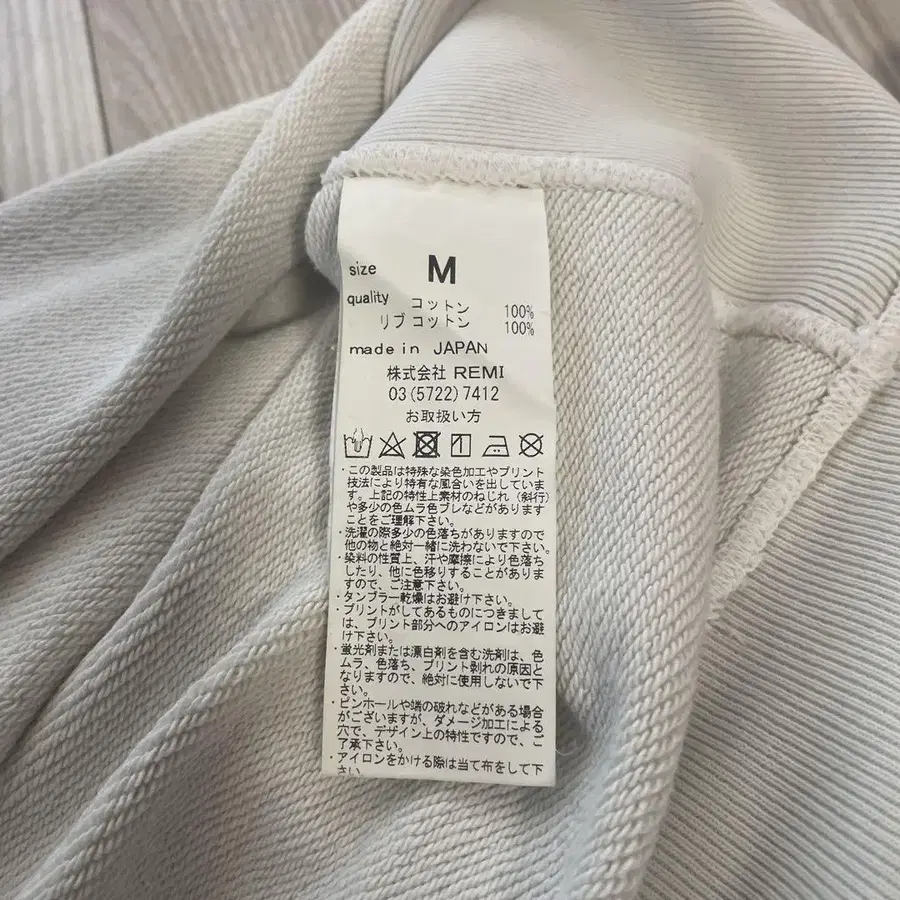 size M
quality コットン 100%
リブコットン 100%
made in JAPAN
株式会社 REMI
03(5722)7412
お取扱い方
・この製品は特殊な染色加工やプリント
技法により特有な風合いを出していま
す。上記の特性上素材のねじれ（斜行）
や多少の色ムラ色ブレなどがあります
ことをご理解下さい。
・洗濯の際多少の色落ちがありますので
他の物と絶対一緒に洗わないで下さい。
・染料の性質上、汗や摩擦により色落ち
したり、他に色移りすることがありま
すので、ご注意下さい。
・タンブラー乾燥はお避け下さい。
・プリントがしてあるものにつきまして
は、プリント部分へのアイロンはお避
け下さい。
・蛍光剤または漂白剤を含む洗剤は、色
ムラ、色落ち、プリント剥れの原因と
なりますので、絶対に使用しないで下
さい。
・ピンホールや端の破れなどがある場合
がございますが、ダメージ加工による
穴で、デザイン上の特性ですので、ご
了承下さい。
・アイロンをかける際は当て布をして下
さい。